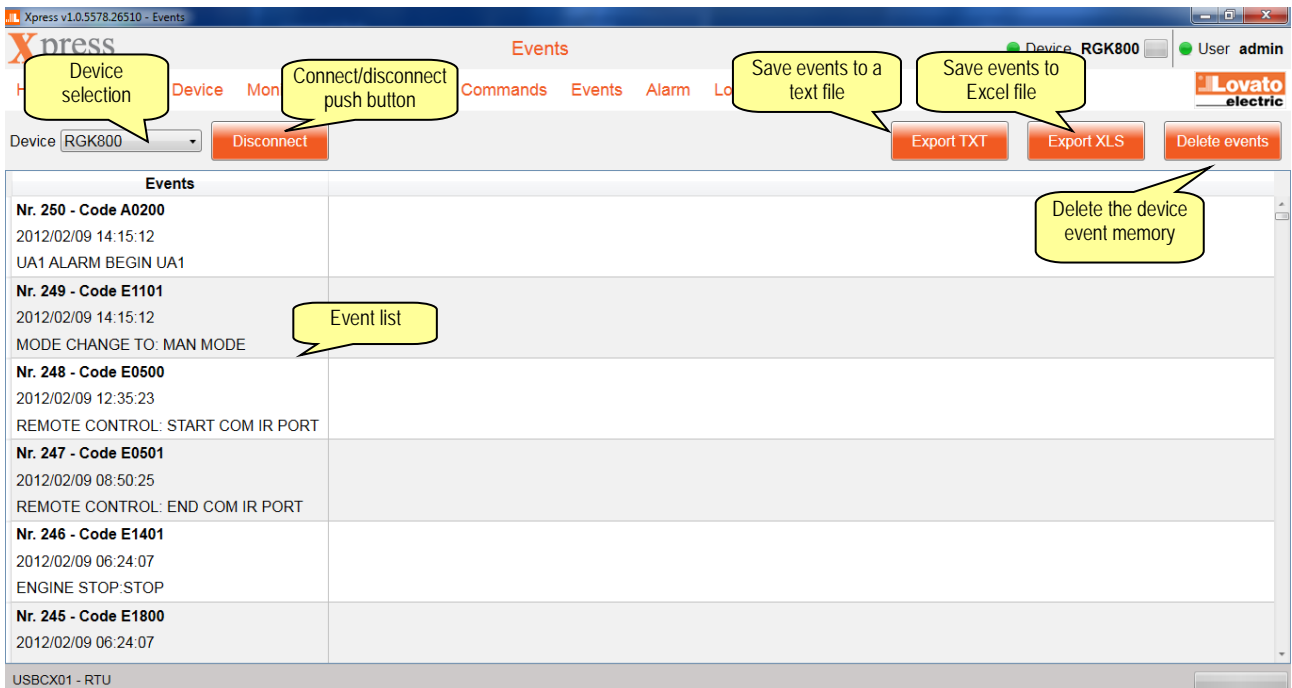 Xpress v1.0.5578.26510 - Events
Xpress
Events
Device RGK800
User admin
Device
Commands
Events
Alarm
Lovato
electric
Device selection
Connect/disconnect push button
Save events to a text file
Save events to Excel file
Device RGK800
Disconnect
Export TXT
Export XLS
Delete events
Delete the device event memory
Events
Nr. 250 - Code A0200
2012/02/09 14:15:12
UA1 ALARM BEGIN UA1
Nr. 249 - Code E1101
2012/02/09 14:15:12
MODE CHANGE TO: MAN MODE
Event list
Nr. 248 - Code E0500
2012/02/09 12:35:23
REMOTE CONTROL: START COM IR PORT
Nr. 247 - Code E0501
2012/02/09 08:50:25
REMOTE CONTROL: END COM IR PORT
Nr. 246 - Code E1401
2012/02/09 06:24:07
ENGINE STOP:STOP
Nr. 245 - Code E1800
2012/02/09 06:24:07
USBCX01 - RTU